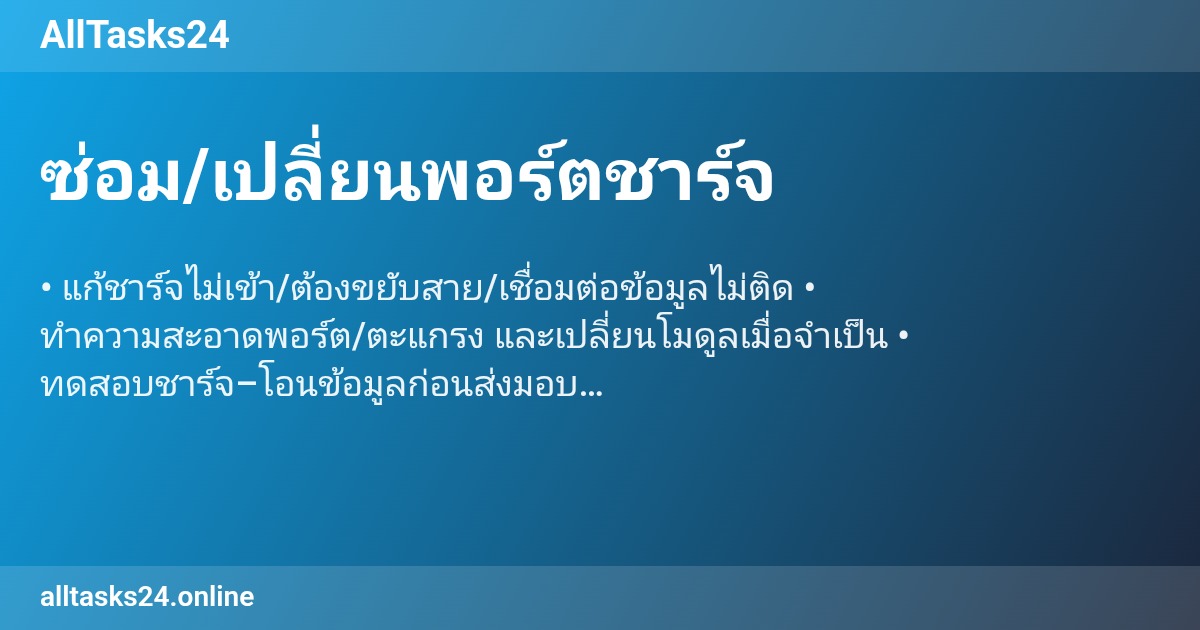 AllTasks24
ซ่อม/เปลี่ยนพอร์ตชาร์จ
• แก้ชาร์จไม่เข้า/ต้องขยับสาย/เชื่อมต่อข้อมูลไม่ติด •
ทำความสะอาดพอร์ต/ตะแกรง และเปลี่ยนโมดูลเมื่อจำเป็น •
ทดสอบชาร์จ–โอนข้อมูลก่อนส่งมอบ...
alltasks24.online